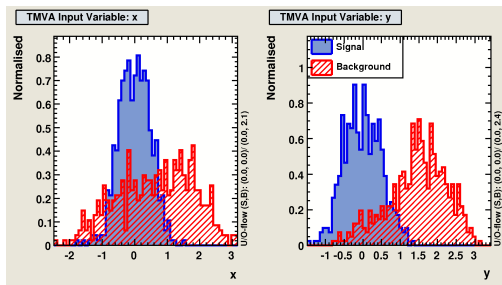 TMVA Input Variable: x
Normalised
0.8
0.7
0.6
0.5
0.4
0.3
0.2
0.1
0
-2 -1 0 1 2 3
x
U/O-flow (S,B): (0.0, 0.0)/ (0.0, 2.1)
TMVA Input Variable: y
Normalised
Signal
Background
1
0.8
0.6
0.4
0.2
0
-1 -0.5 0 0.5 1 1.5 2 2.5 3
y
U/O-flow (S,B): (0.0, 0.0)/ (0.0, 2.4)